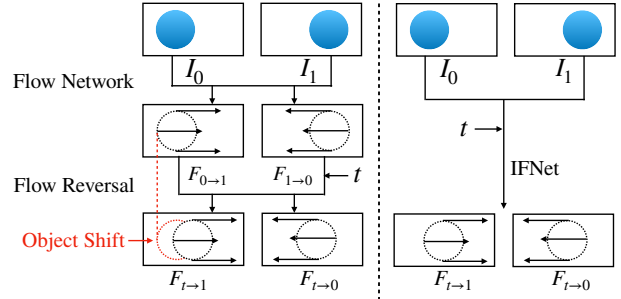 I₀ I₁
Flow Network
F₀→₁ F₁→₀
t
Flow Reversal
Object Shift
Fₜ→₁ Fₜ→₀
I₀ I₁
t
IFNet
Fₜ→₁ Fₜ→₀